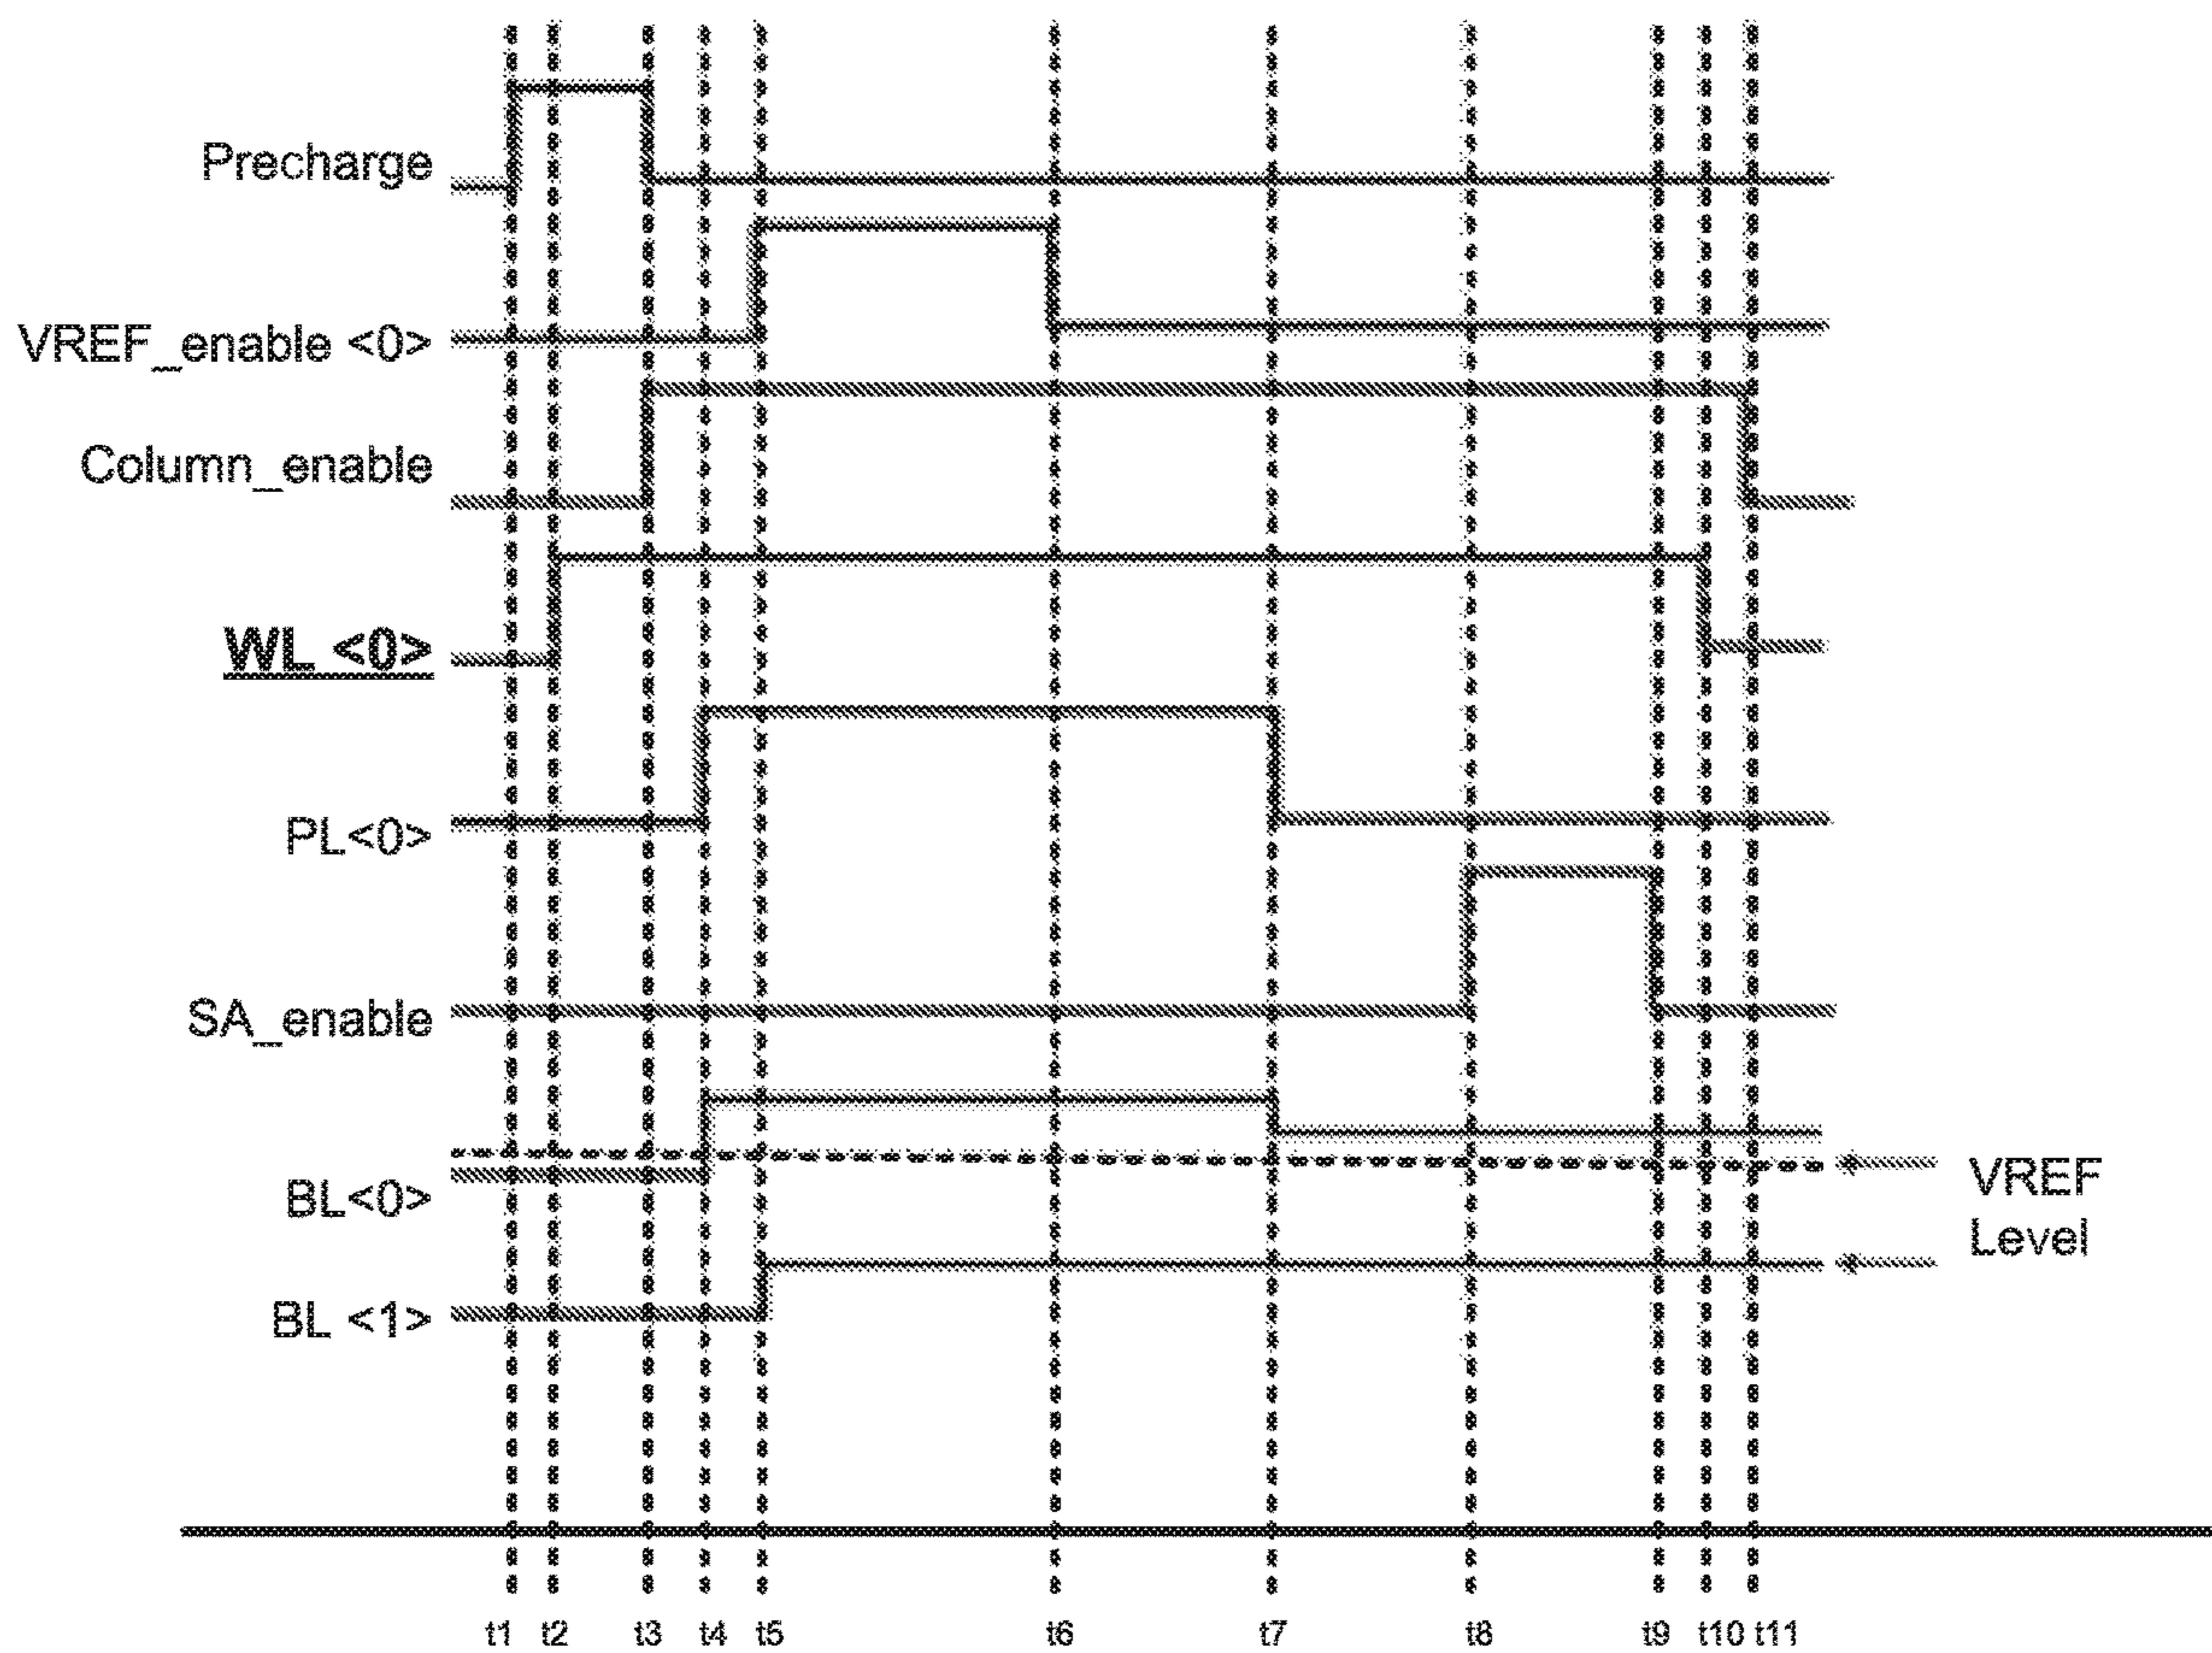 Precharge
VREF_enable <0>
Column_enable
WL <0>
PL<0>
SA_enable
BL<0>
VREF
Level
BL <1>
t1 t2 t3 t4 t5 t6 t7 t8 t9 t10 t11